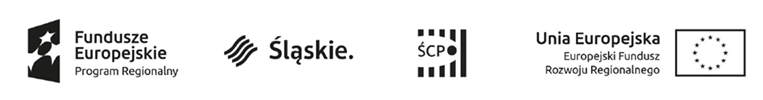 Fundusze
Europejskie
Program Regionalny
Śląskie.
ŚCP
Unia Europejska
Europejski Fundusz
Rozwoju Regionalnego